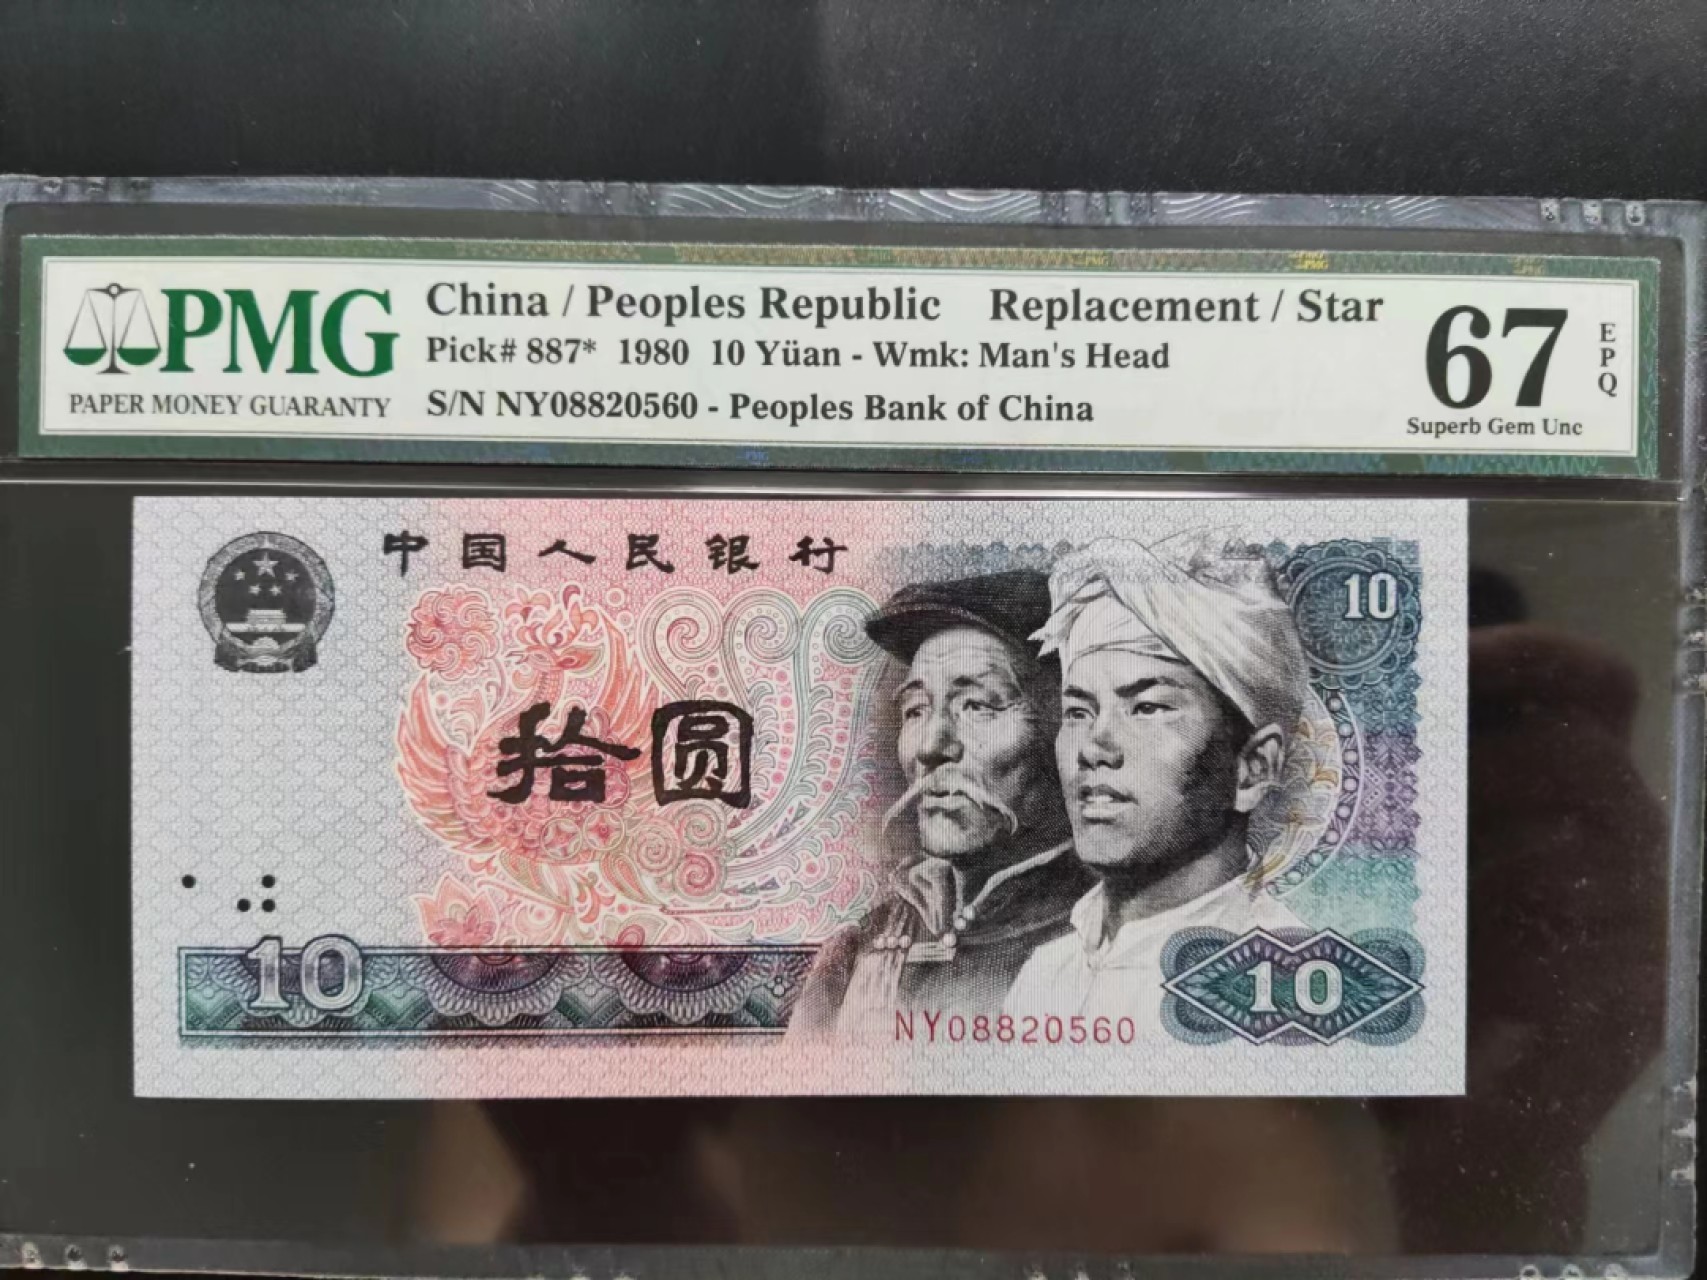 PMG
PAPER MONEY GUARANTY
China / Peoples Republic Replacement / Star
Pick# 887* 1980 10 Yüan - Wmk: Man's Head
S/N NY08820560 - Peoples Bank of China
67
EPQ
Superb Gem Unc
中国人民银行
10
拾圆
10
10
NY08820560